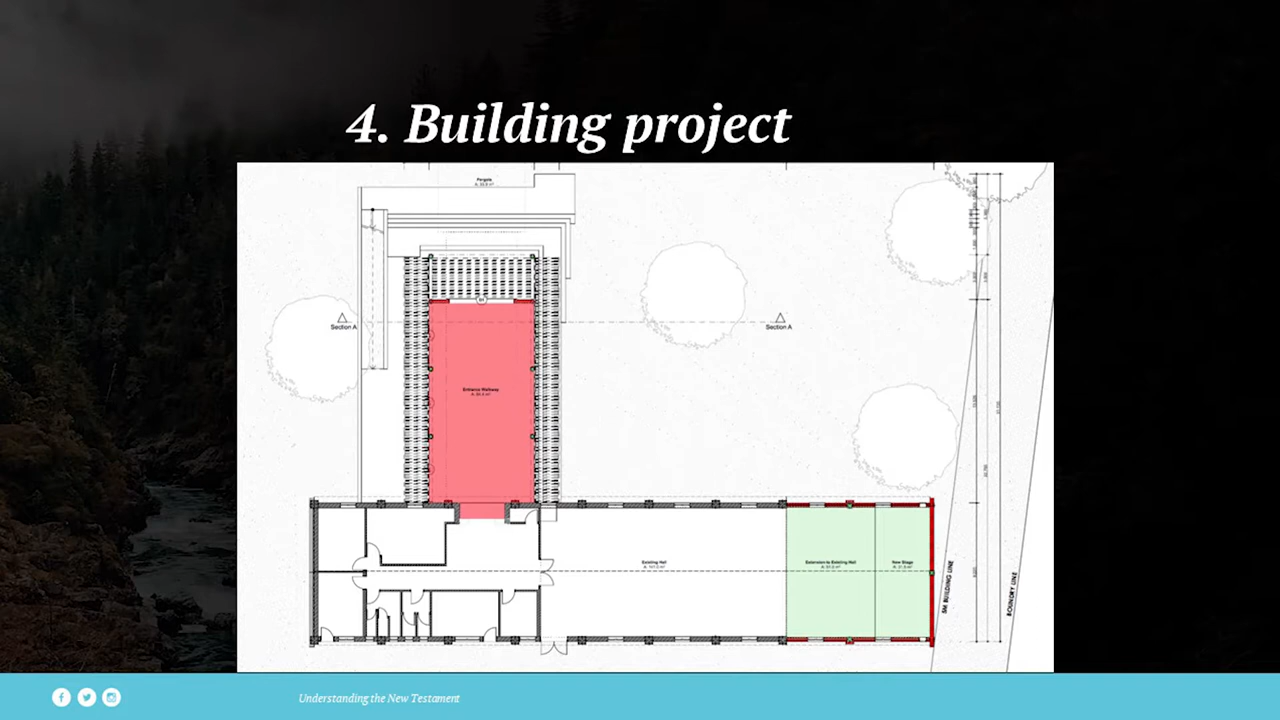 4. Building project
Pergola
Section A
Section A
Entrance Walkway
Existing Hall
Extension to Existing Hall
New Stage
5M BUILDING LINE
BOUNDRY LINE
Understanding the New Testament